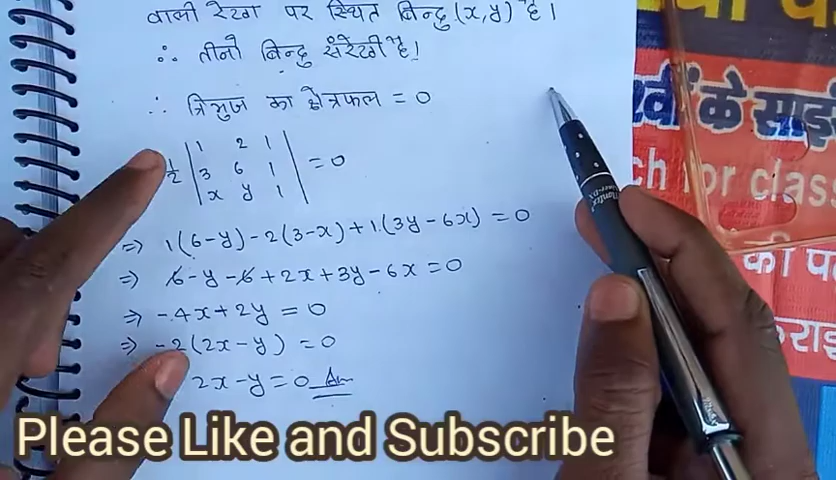 वाली रेखा पर स्थित बिन्दु (x,y) है।
∴ तीनो बिन्दु संरेखी है!
∴ त्रिभुज का क्षेत्रफल = 0
1/2 | 1 2 1 |
| 3 6 1 | = 0
| x y 1 |
⇒ 1(6-y)-2(3-x)+1.(3y-6x) = 0
⇒ 6-y-6+2x+3y-6x=0
⇒ -4x+2y = 0
⇒ -2(2x-y) = 0
2x-y=0 Ans
के साई
ch for class
की
Please Like and Subscribe